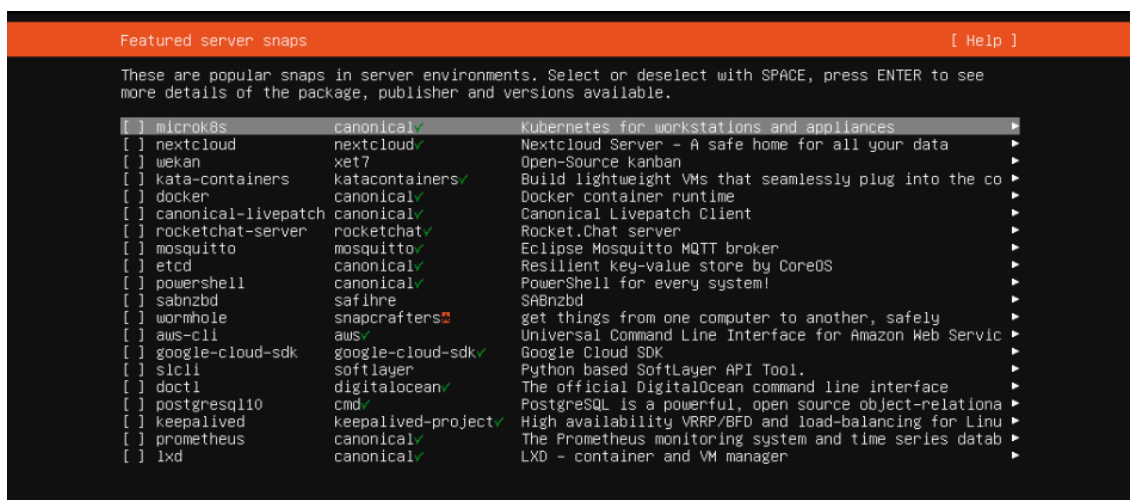 Featured server snaps [ Help ]
These are popular snaps in server environments. Select or deselect with SPACE, press ENTER to see
more details of the package, publisher and versions available.
[ ] microk8s canonical✓ Kubernetes for workstations and appliances ▸
[ ] nextcloud nextcloud✓ Nextcloud Server – A safe home for all your data ▸
[ ] wekan xet7 Open-Source kanban ▸
[ ] kata-containers katacontainers✓ Build lightweight VMs that seamlessly plug into the co ▸
[ ] docker canonical✓ Docker container runtime ▸
[ ] canonical-livepatch canonical✓ Canonical Livepatch Client ▸
[ ] rocketchat-server rocketchat✓ Rocket.Chat server ▸
[ ] mosquitto mosquitto✓ Eclipse Mosquitto MQTT broker ▸
[ ] etcd canonical✓ Resilient key-value store by CoreOS ▸
[ ] powershell canonical✓ PowerShell for every system! ▸
[ ] sabnzbd safihre SABnzbd ▸
[ ] wormhole snapcrafters get things from one computer to another, safely ▸
[ ] aws-cli aws✓ Universal Command Line Interface for Amazon Web Servic ▸
[ ] google-cloud-sdk google-cloud-sdk✓ Google Cloud SDK ▸
[ ] slcli softlayer Python based SoftLayer API Tool. ▸
[ ] doctl digitalocean✓ The official DigitalOcean command line interface ▸
[ ] postgresql10 cmd✓ PostgreSQL is a powerful, open source object-relationa ▸
[ ] keepalived keepalived-project✓ High availability VRRP/BFD and load-balancing for Linu ▸
[ ] prometheus canonical✓ The Prometheus monitoring system and time series datab ▸
[ ] lxd canonical✓ LXD – container and VM manager ▸